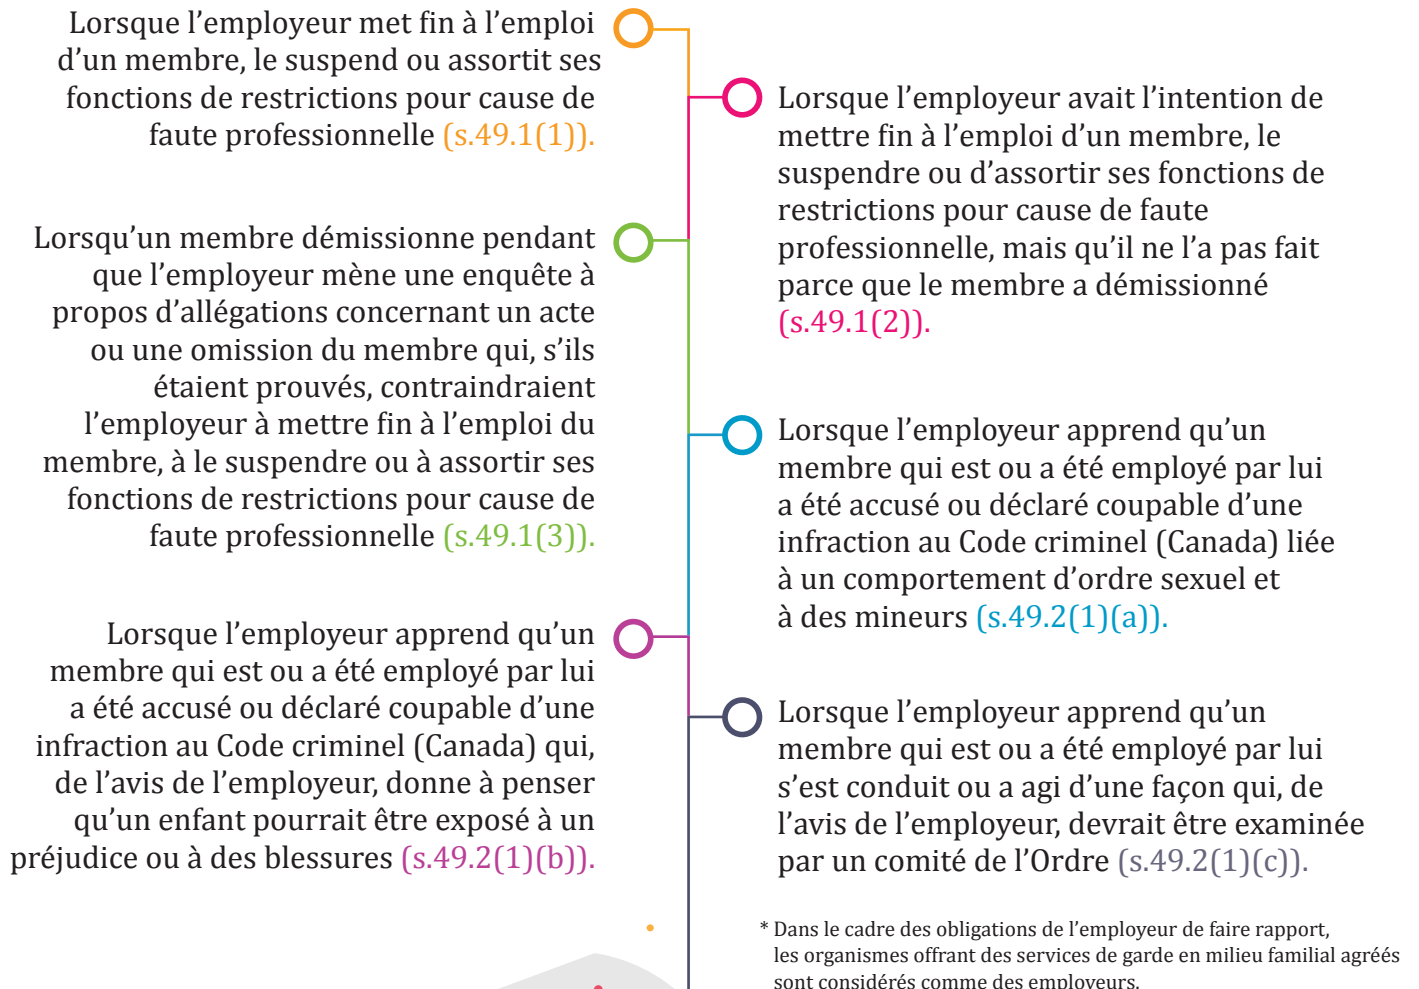 Lorsque l’employeur met fin à l’emploi
d’un membre, le suspend ou assortit ses
fonctions de restrictions pour cause de
faute professionnelle (s.49.1(1)).
Lorsque l’employeur avait l’intention de
mettre fin à l’emploi d’un membre, le
suspendre ou d’assortir ses fonctions de
restrictions pour cause de faute
professionnelle, mais qu’il ne l’a pas fait
parce que le membre a démissionné
(s.49.1(2)).
Lorsqu’un membre démissionne pendant
que l’employeur mène une enquête à
propos d’allégations concernant un acte
ou une omission du membre qui, s’ils
étaient prouvés, contraindraient
l’employeur à mettre fin à l’emploi du
membre, à le suspendre ou à assortir ses
fonctions de restrictions pour cause de
faute professionnelle (s.49.1(3)).
Lorsque l’employeur apprend qu’un
membre qui est ou a été employé par lui
a été accusé ou déclaré coupable d’une
infraction au Code criminel (Canada) liée
à un comportement d’ordre sexuel et
à des mineurs (s.49.2(1)(a)).
Lorsque l’employeur apprend qu’un
membre qui est ou a été employé par lui
a été accusé ou déclaré coupable d’une
infraction au Code criminel (Canada) qui,
de l’avis de l’employeur, donne à penser
qu’un enfant pourrait être exposé à un
préjudice ou à des blessures (s.49.2(1)(b)).
Lorsque l’employeur apprend qu’un
membre qui est ou a été employé par lui
s’est conduit ou a agi d’une façon qui, de
l’avis de l’employeur, devrait être examinée
par un comité de l’Ordre (s.49.2(1)(c)).
* Dans le cadre des obligations de l’employeur de faire rapport,
les organismes offrant des services de garde en milieu familial agréés
sont considérés comme des employeurs.